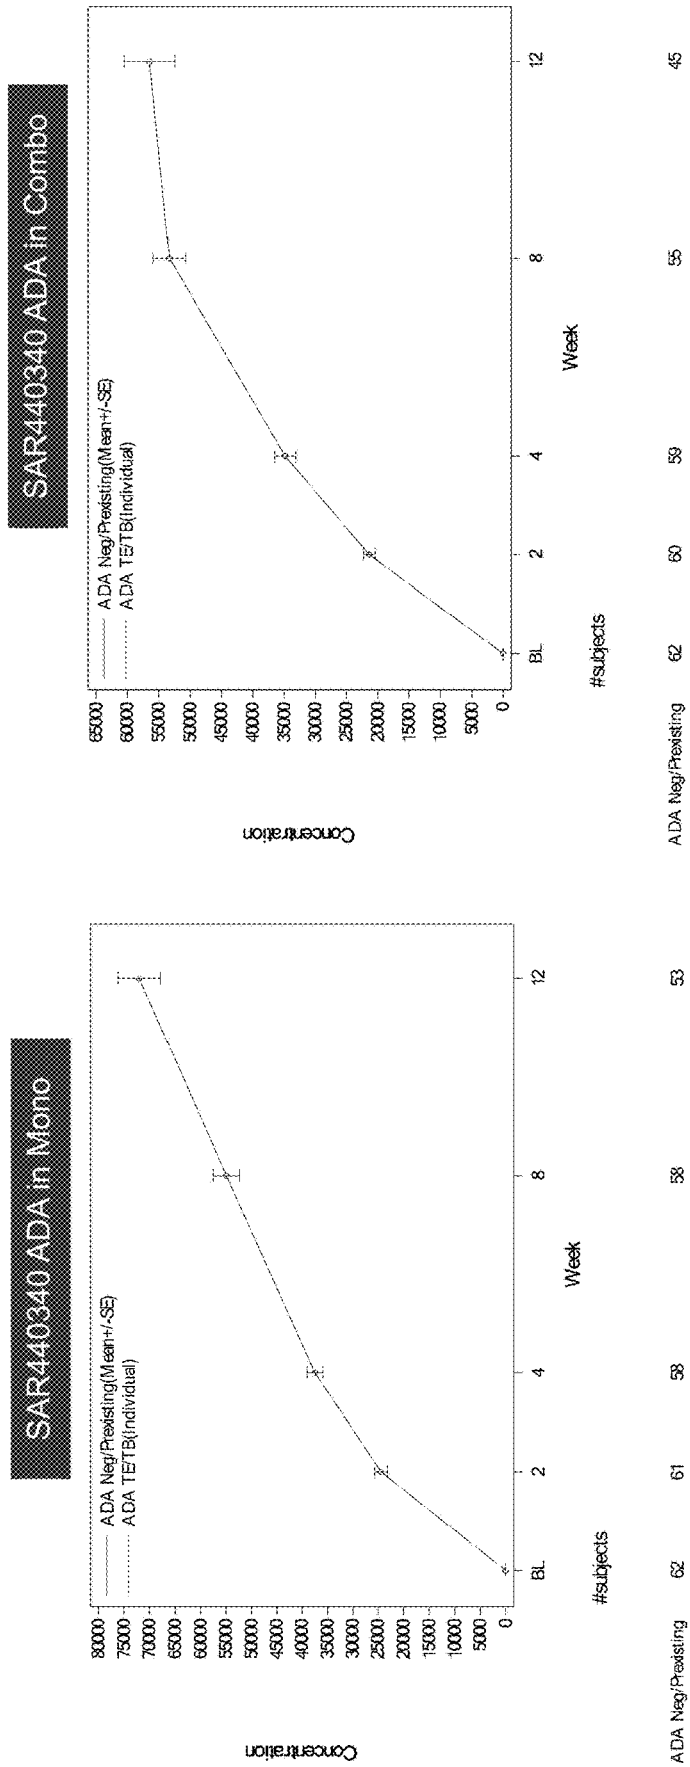 SAR440340 ADA in Mono
Concentration
80000
75000
70000
65000
60000
55000
50000
45000
40000
35000
30000
25000
20000
15000
10000
5000
0
ADA Neg/Prexisting(Mean+/-SE)
ADA TE/TB(Individual)
BL 2 4 8 12
Week
#subjects
ADA Neg/Prexisting 62 61 58 58 53
SAR440340 ADA in Combo
Concentration
65000
60000
55000
50000
45000
40000
35000
30000
25000
20000
15000
10000
5000
0
ADA Neg/Prexisting(Mean+/-SE)
ADA TE/TB(Individual)
BL 2 4 8 12
Week
#subjects
ADA Neg/Prexisting 62 60 59 55 45